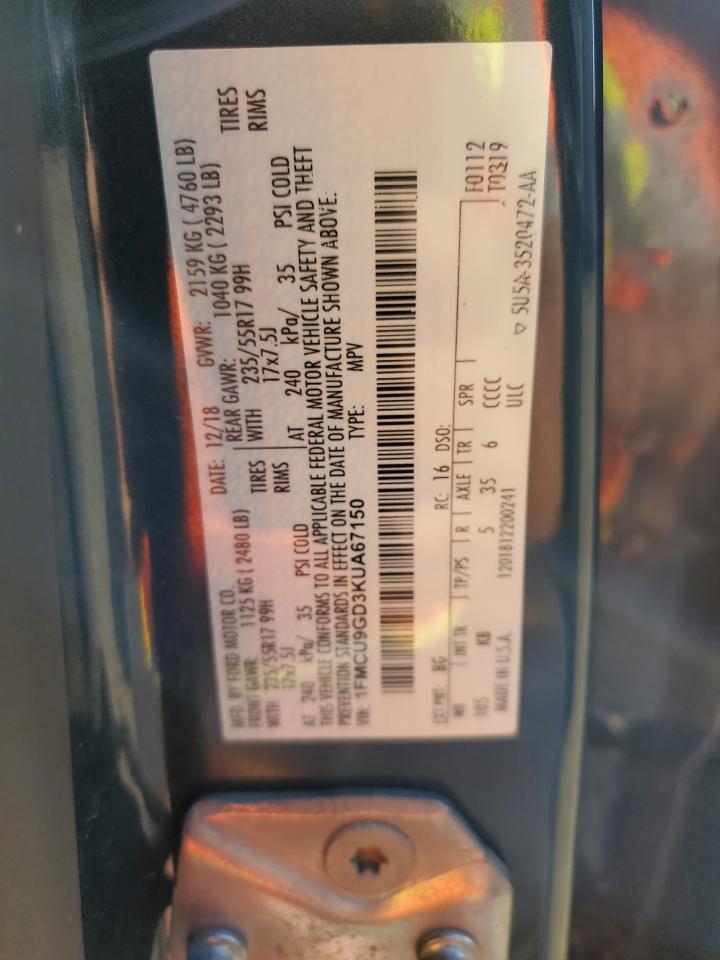 MFD. BY FORD MOTOR CO. DATE: 12/18 GVWR: 2159 KG ( 4760 LB)
FRONT GAWR: 1125 KG ( 2480 LB) REAR GAWR: 1040 KG ( 2293 LB)
WITH 235/55R17 99H TIRES WITH 235/55R17 99H TIRES
17x7.5J RIMS 17x7.5J RIMS
AT 240 kPa/ 35 PSI COLD AT 240 kPa/ 35 PSI COLD
THIS VEHICLE CONFORMS TO ALL APPLICABLE FEDERAL MOTOR VEHICLE SAFETY AND THEFT
PREVENTION STANDARDS IN EFFECT ON THE DATE OF MANUFACTURE SHOWN ABOVE.
VIN: 1FMCU9GD3KUA67150 TYPE: MPV
EXT PNT: BG RC: 16 DSO: F0112
WB INT TR TP/PS R AXLE TR SPR T0319
105 KB 5 35 6 CCCC
MADE IN U.S.A. 1201812200241 ULC
▽ 5U5A-3520472-AA